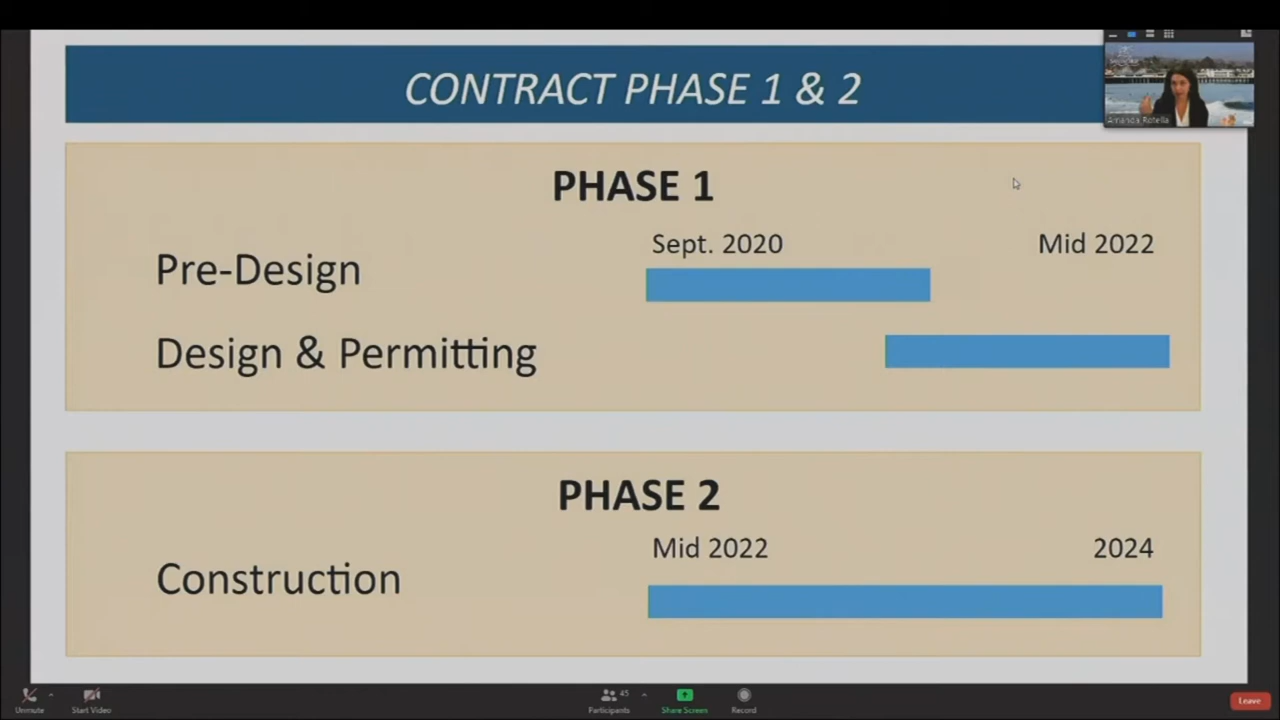 CONTRACT PHASE 1 & 2
Amanda Rotella
PHASE 1
Sept. 2020
Mid 2022
Pre-Design
Design & Permitting
PHASE 2
Mid 2022
2024
Construction
Unmute
Start Video
45
Participants
Share Screen
Record
Leave